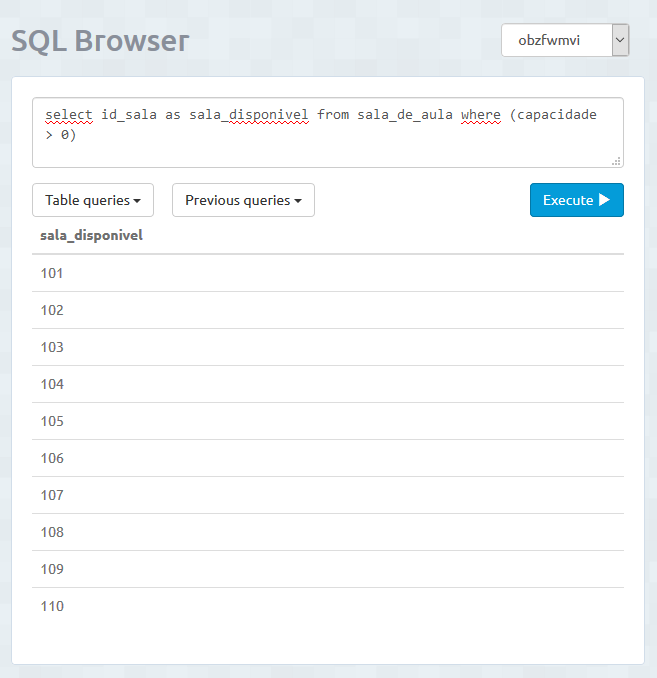 SQL Browser
obzfwmvi
select id_sala as sala_disponivel from sala_de_aula where (capacidade
> 0)
Table queries
Previous queries
Execute
sala_disponivel
101
102
103
104
105
106
107
108
109
110